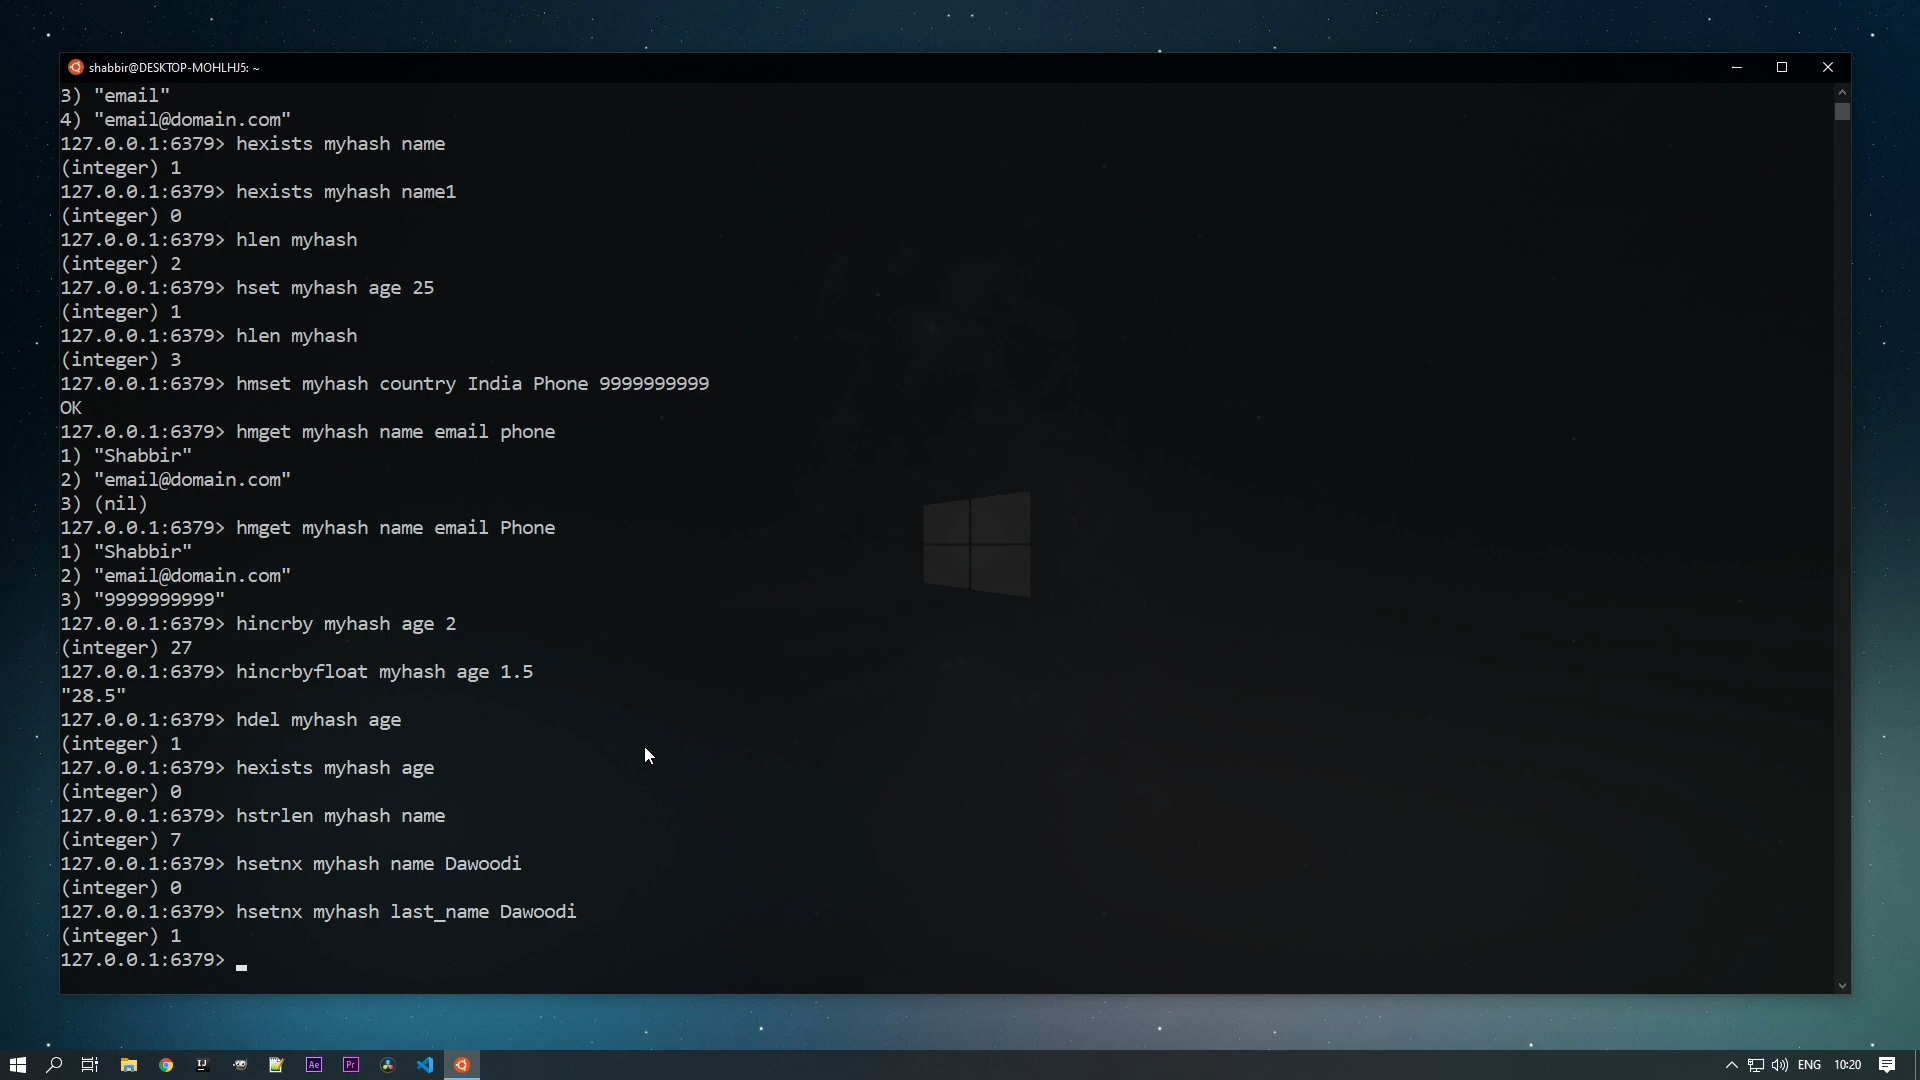 shabbir@DESKTOP-MOHLHJ5: ~
3) "email"
4) "email@domain.com"
127.0.0.1:6379> hexists myhash name
(integer) 1
127.0.0.1:6379> hexists myhash name1
(integer) 0
127.0.0.1:6379> hlen myhash
(integer) 2
127.0.0.1:6379> hset myhash age 25
(integer) 1
127.0.0.1:6379> hlen myhash
(integer) 3
127.0.0.1:6379> hmset myhash country India Phone 9999999999
OK
127.0.0.1:6379> hmget myhash name email phone
1) "Shabbir"
2) "email@domain.com"
3) (nil)
127.0.0.1:6379> hmget myhash name email Phone
1) "Shabbir"
2) "email@domain.com"
3) "9999999999"
127.0.0.1:6379> hincrby myhash age 2
(integer) 27
127.0.0.1:6379> hincrbyfloat myhash age 1.5
"28.5"
127.0.0.1:6379> hdel myhash age
(integer) 1
127.0.0.1:6379> hexists myhash age
(integer) 0
127.0.0.1:6379> hstrlen myhash name
(integer) 7
127.0.0.1:6379> hsetnx myhash name Dawoodi
(integer) 0
127.0.0.1:6379> hsetnx myhash last_name Dawoodi
(integer) 1
127.0.0.1:6379>
IJ Ae Pr ENG 10:20